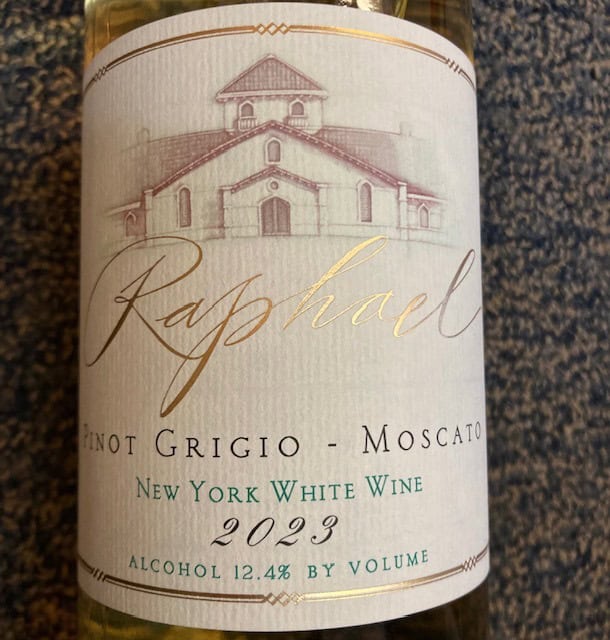 Raphael
Pinot Grigio - Moscato
New York White Wine
2023
ALCOHOL 12.4% BY VOLUME